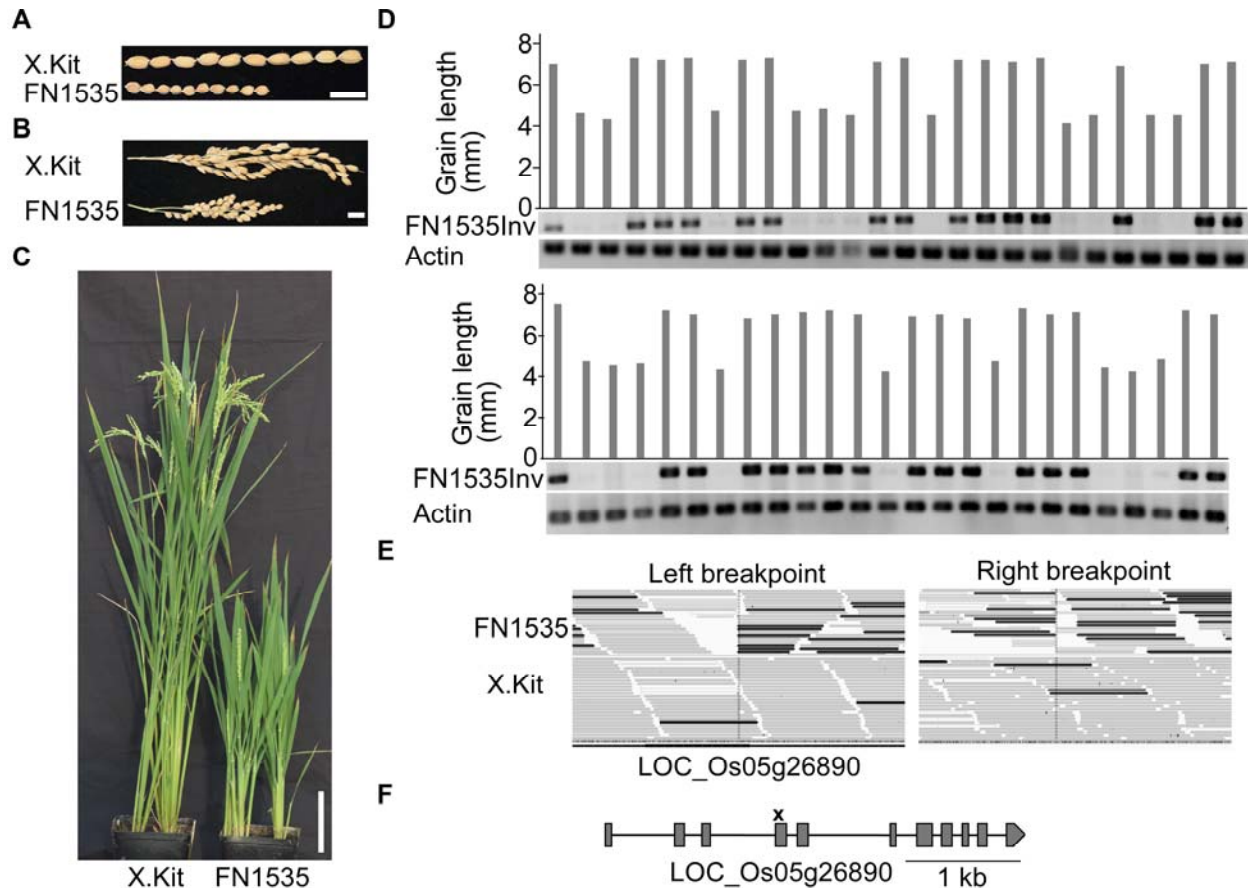 A
X.Kit
FN1535
B
X.Kit
FN1535
C
X.Kit FN1535
D
8
6
4
2
0
Grain length
(mm)
FN1535Inv
Actin
8
6
4
2
0
Grain length
(mm)
FN1535Inv
Actin
E
Left breakpoint Right breakpoint
FN1535
X.Kit
LOC_Os05g26890
F
x
LOC_Os05g26890 1 kb